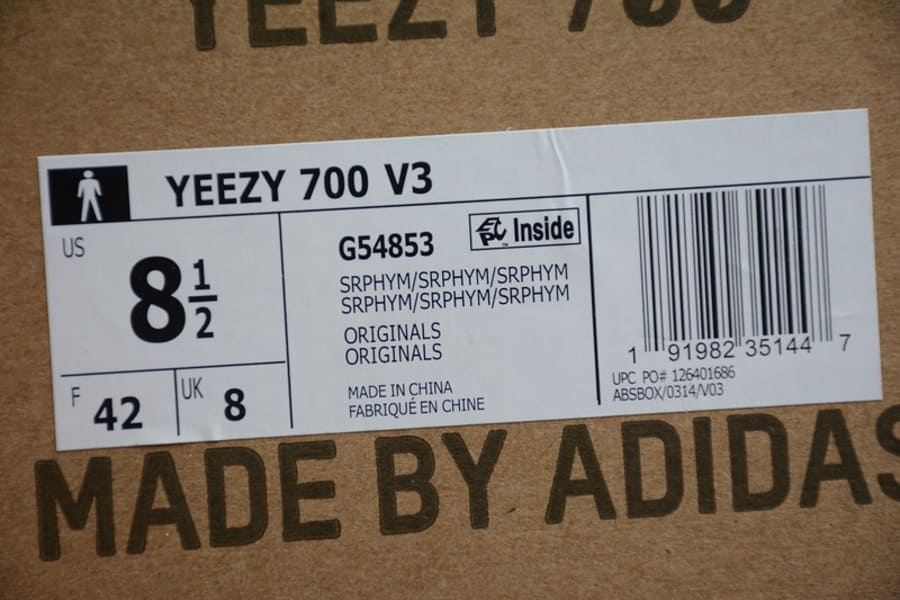 YEEZY 700
YEEZY 700 V3
US
8 1/2
F
42
UK
8
G54853
EPC
™
Inside
SRPHYM/SRPHYM/SRPHYM
SRPHYM/SRPHYM/SRPHYM
ORIGINALS
ORIGINALS
MADE IN CHINA
FABRIQUÉ EN CHINE
1 91982 35144 7
UPC PO# 126401686
ABSBOX/0314/V03
MADE BY ADIDAS